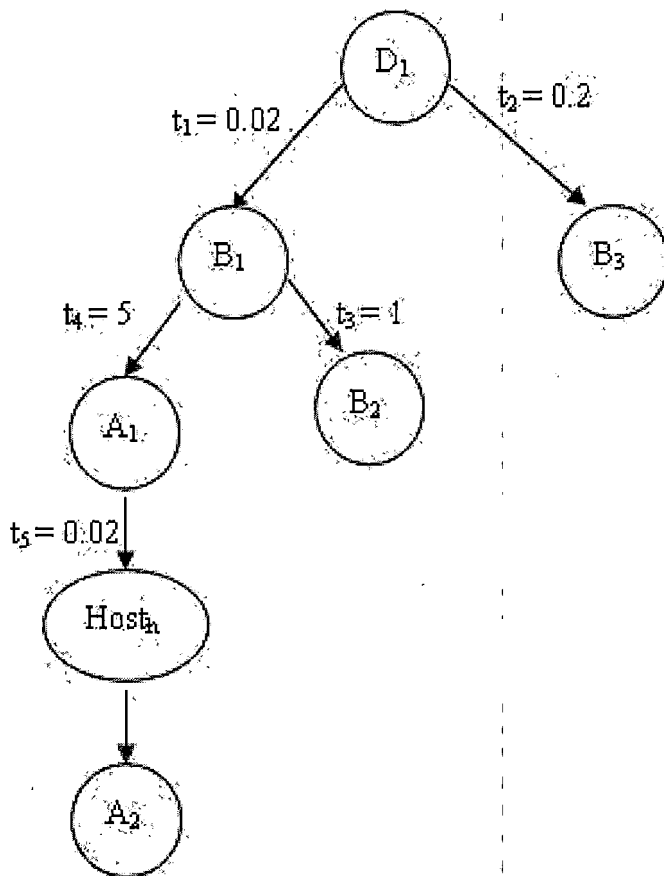 D₁
t₁ = 0.02
t₂ = 0.2
B₁
B₃
t₄ = 5
t₃ = 1
A₁
B₂
t₅ = 0.02
Hostₕ
A₂